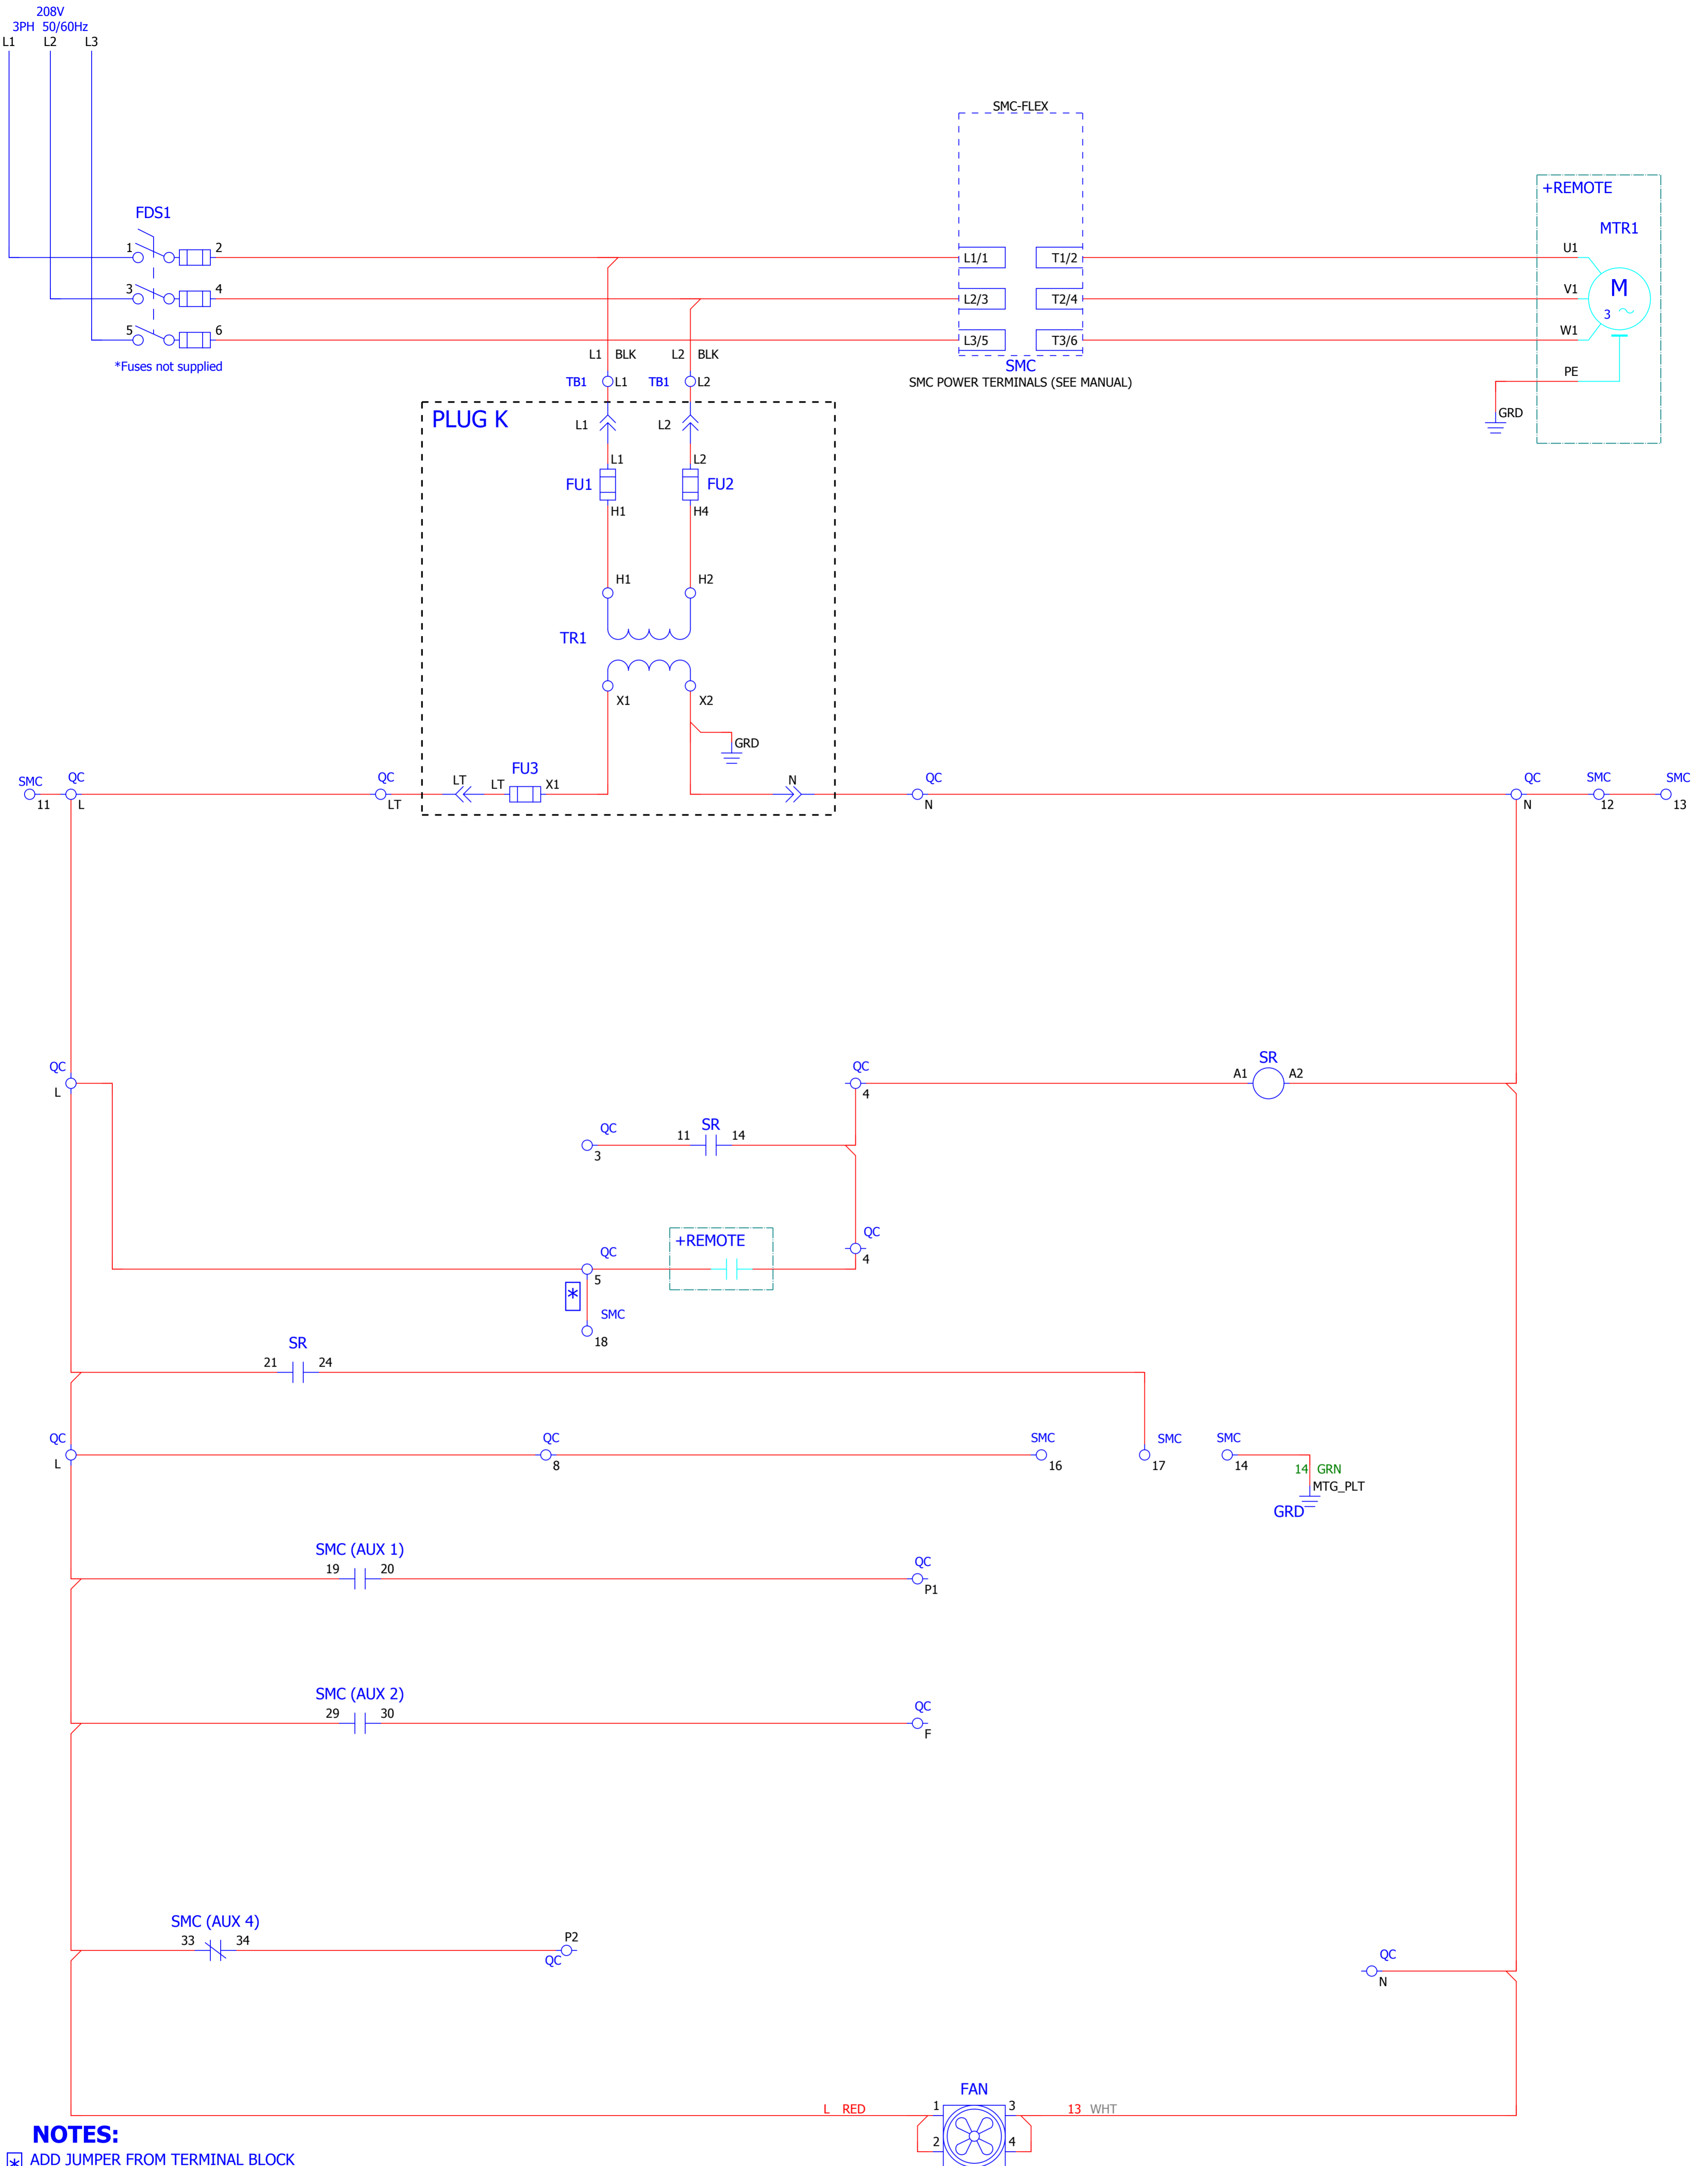 208V
3PH 50/60Hz
L1 L2 L3
SMC-FLEX
+REMOTE
FDS1
MTR1
1 2
L1/1 T1/2
U1
3 4
L2/3 T2/4
V1
M
3
5 6
L3/5 T3/6
W1
*Fuses not supplied
L1 BLK L2 BLK
SMC
PE
TB1 L1 TB1 L2
SMC POWER TERMINALS (SEE MANUAL)
PLUG K
L1 L2
GRD
L1 L2
FU1 FU2
H1 H4
H1 H2
TR1
X1 X2
GRD
FU3
SMC QC QC LT LT X1 N QC QC SMC SMC
11 L LT N N 12 13
QC QC SR
L 4 A1 A2
QC SR
3 11 14
+REMOTE
QC QC
5 4
*
SMC
18
SR
21 24
QC QC SMC SMC SMC
L 8 16 17 14
14 GRN
MTG_PLT
GRD
SMC (AUX 1)
19 20
QC
P1
SMC (AUX 2)
29 30
QC
F
SMC (AUX 4)
33 34
P2
QC
QC
N
FAN
L RED 1 3 13 WHT
2 4
NOTES:
* ADD JUMPER FROM TERMINAL BLOCK